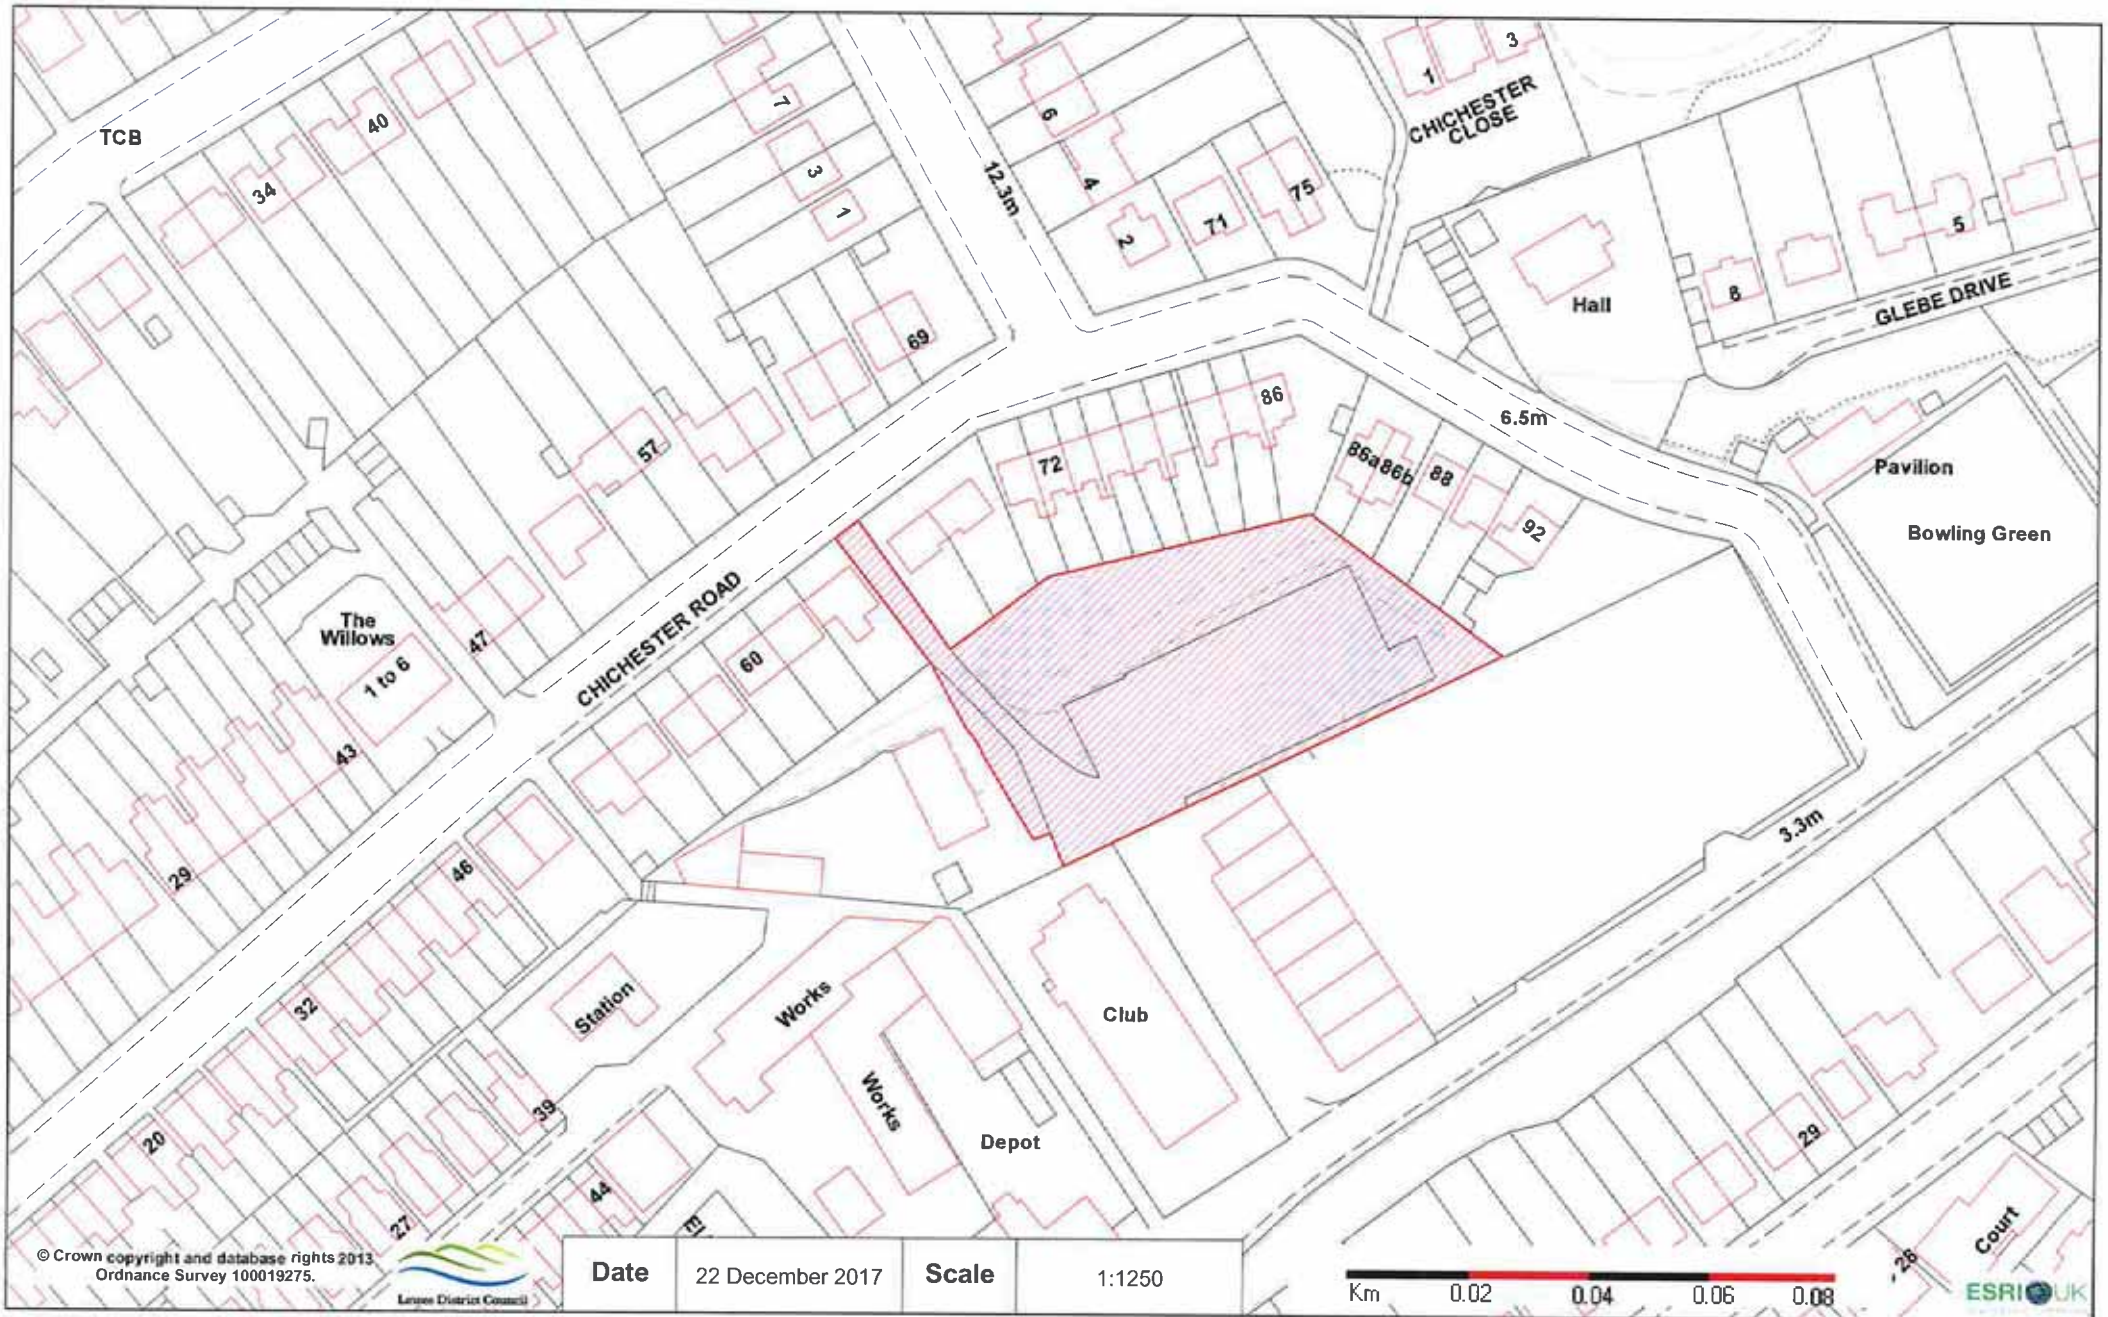 TCB
40
34
7
3
1
12.3m
6
4
2
71
75
1
3
CHICHESTER
CLOSE
Hall
8
5
GLEBE DRIVE
69
57
72
86
86a
86b
88
92
6.5m
Pavilion
Bowling Green
The
Willows
1 to 6
47
43
29
CHICHESTER ROAD
60
46
32
20
Station
Works
Works
Club
Depot
3.3m
39
27
44
29
28
Court
© Crown copyright and database rights 2013
Ordnance Survey 100019275.
Lewes District Council
Date
22 December 2017
Scale
1:1250
Km
0.02
0.04
0.06
0.08
ESRI UK